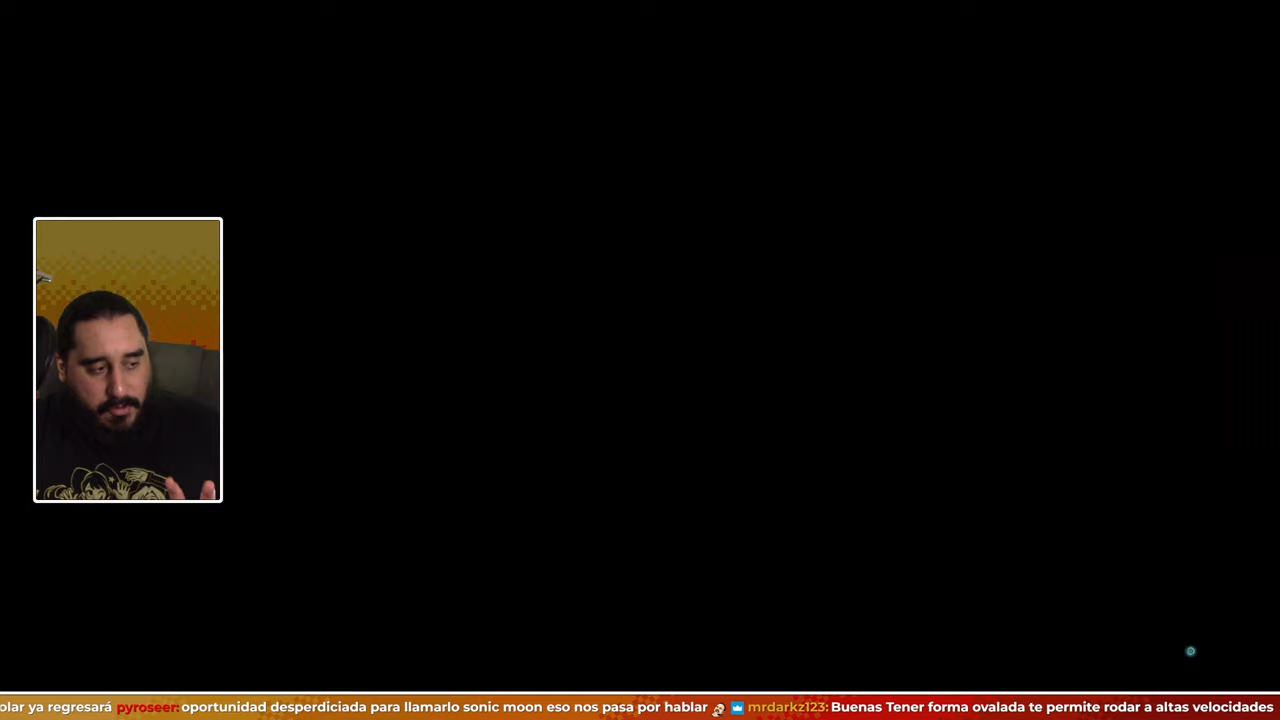 olar ya regresará pyroseer: oportunidad desperdiciada para llamarlo sonic moon eso nos pasa por hablar mrdarkz123: Buenas Tener forma ovalada te permite rodar a altas velocidades